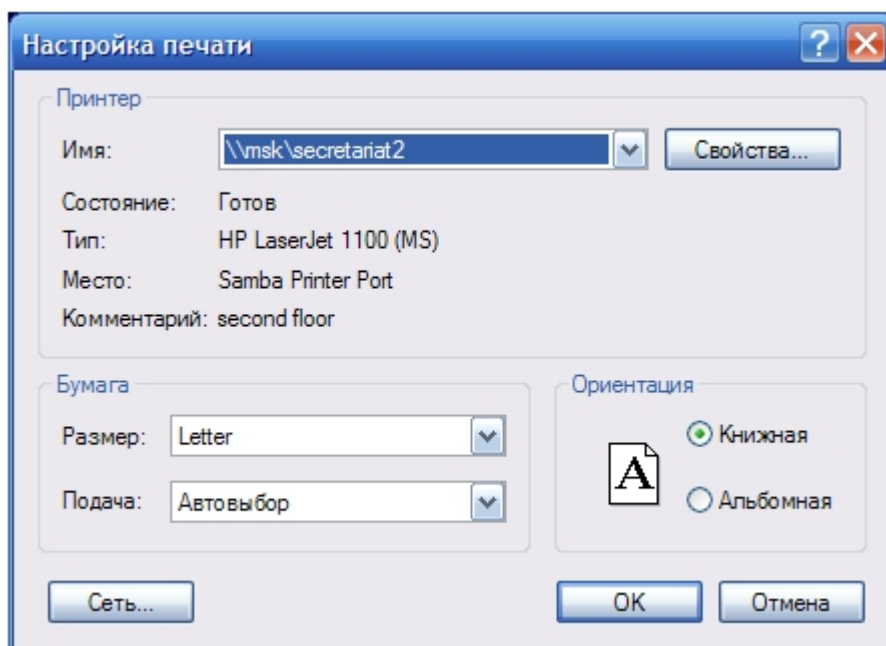 Настройка печати
Принтер
Имя: \\msk\secretariat2 Свойства...
Состояние: Готов
Тип: HP LaserJet 1100 (MS)
Место: Samba Printer Port
Комментарий: second floor
Бумага
Размер: Letter
Подача: Автовыбор
Ориентация
A
Книжная
Альбомная
Сеть... OK Отмена